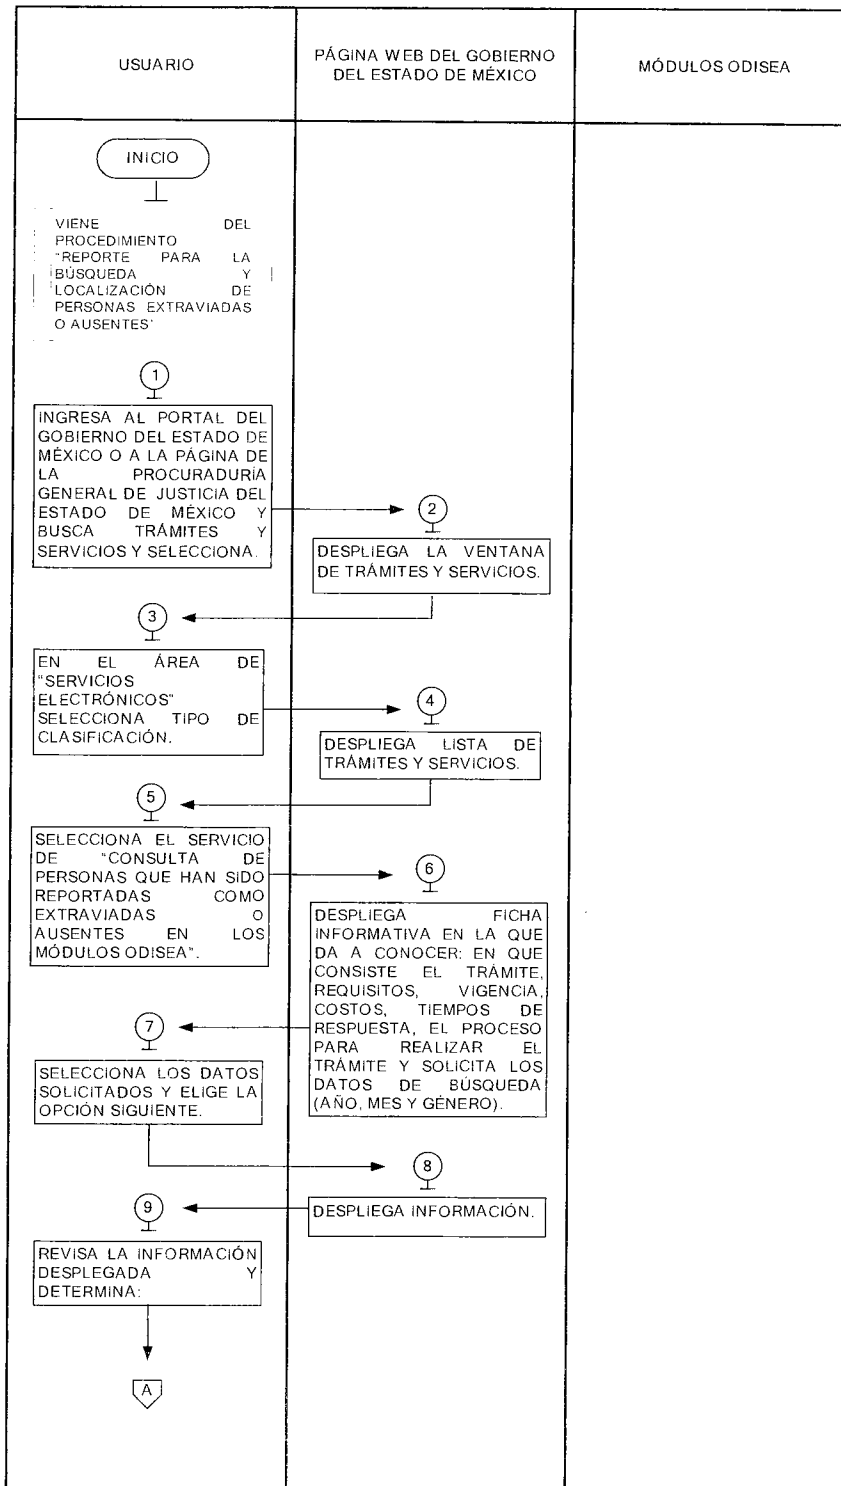 USUARIO
PÁGINA WEB DEL GOBIERNO
DEL ESTADO DE MÉXICO
MÓDULOS ODISEA
INICIO
VIENE DEL
PROCEDIMIENTO
"REPORTE PARA LA
BÚSQUEDA Y
LOCALIZACIÓN DE
PERSONAS EXTRAVIADAS
O AUSENTES"
1
INGRESA AL PORTAL DEL
GOBIERNO DEL ESTADO DE
MÉXICO O A LA PÁGINA DE
LA PROCURADURÍA
GENERAL DE JUSTICIA DEL
ESTADO DE MÉXICO Y
BUSCA TRÁMITES Y
SERVICIOS Y SELECCIONA.
2
DESPLIEGA LA VENTANA
DE TRÁMITES Y SERVICIOS.
3
EN EL ÁREA DE
"SERVICIOS
ELECTRÓNICOS"
SELECCIONA TIPO DE
CLASIFICACIÓN.
4
DESPLIEGA LISTA DE
TRÁMITES Y SERVICIOS.
5
SELECCIONA EL SERVICIO
DE "CONSULTA DE
PERSONAS QUE HAN SIDO
REPORTADAS COMO
EXTRAVIADAS O
AUSENTES EN LOS
MÓDULOS ODISEA".
6
DESPLIEGA FICHA
INFORMATIVA EN LA QUE
DA A CONOCER: EN QUE
CONSISTE EL TRÁMITE,
REQUISITOS, VIGENCIA,
COSTOS, TIEMPOS DE
RESPUESTA, EL PROCESO
PARA REALIZAR EL
TRÁMITE Y SOLICITA LOS
DATOS DE BÚSQUEDA
(AÑO, MES Y GÉNERO).
7
SELECCIONA LOS DATOS
SOLICITADOS Y ELIGE LA
OPCIÓN SIGUIENTE.
8
DESPLIEGA INFORMACIÓN.
9
REVISA LA INFORMACIÓN
DESPLEGADA Y
DETERMINA:
A